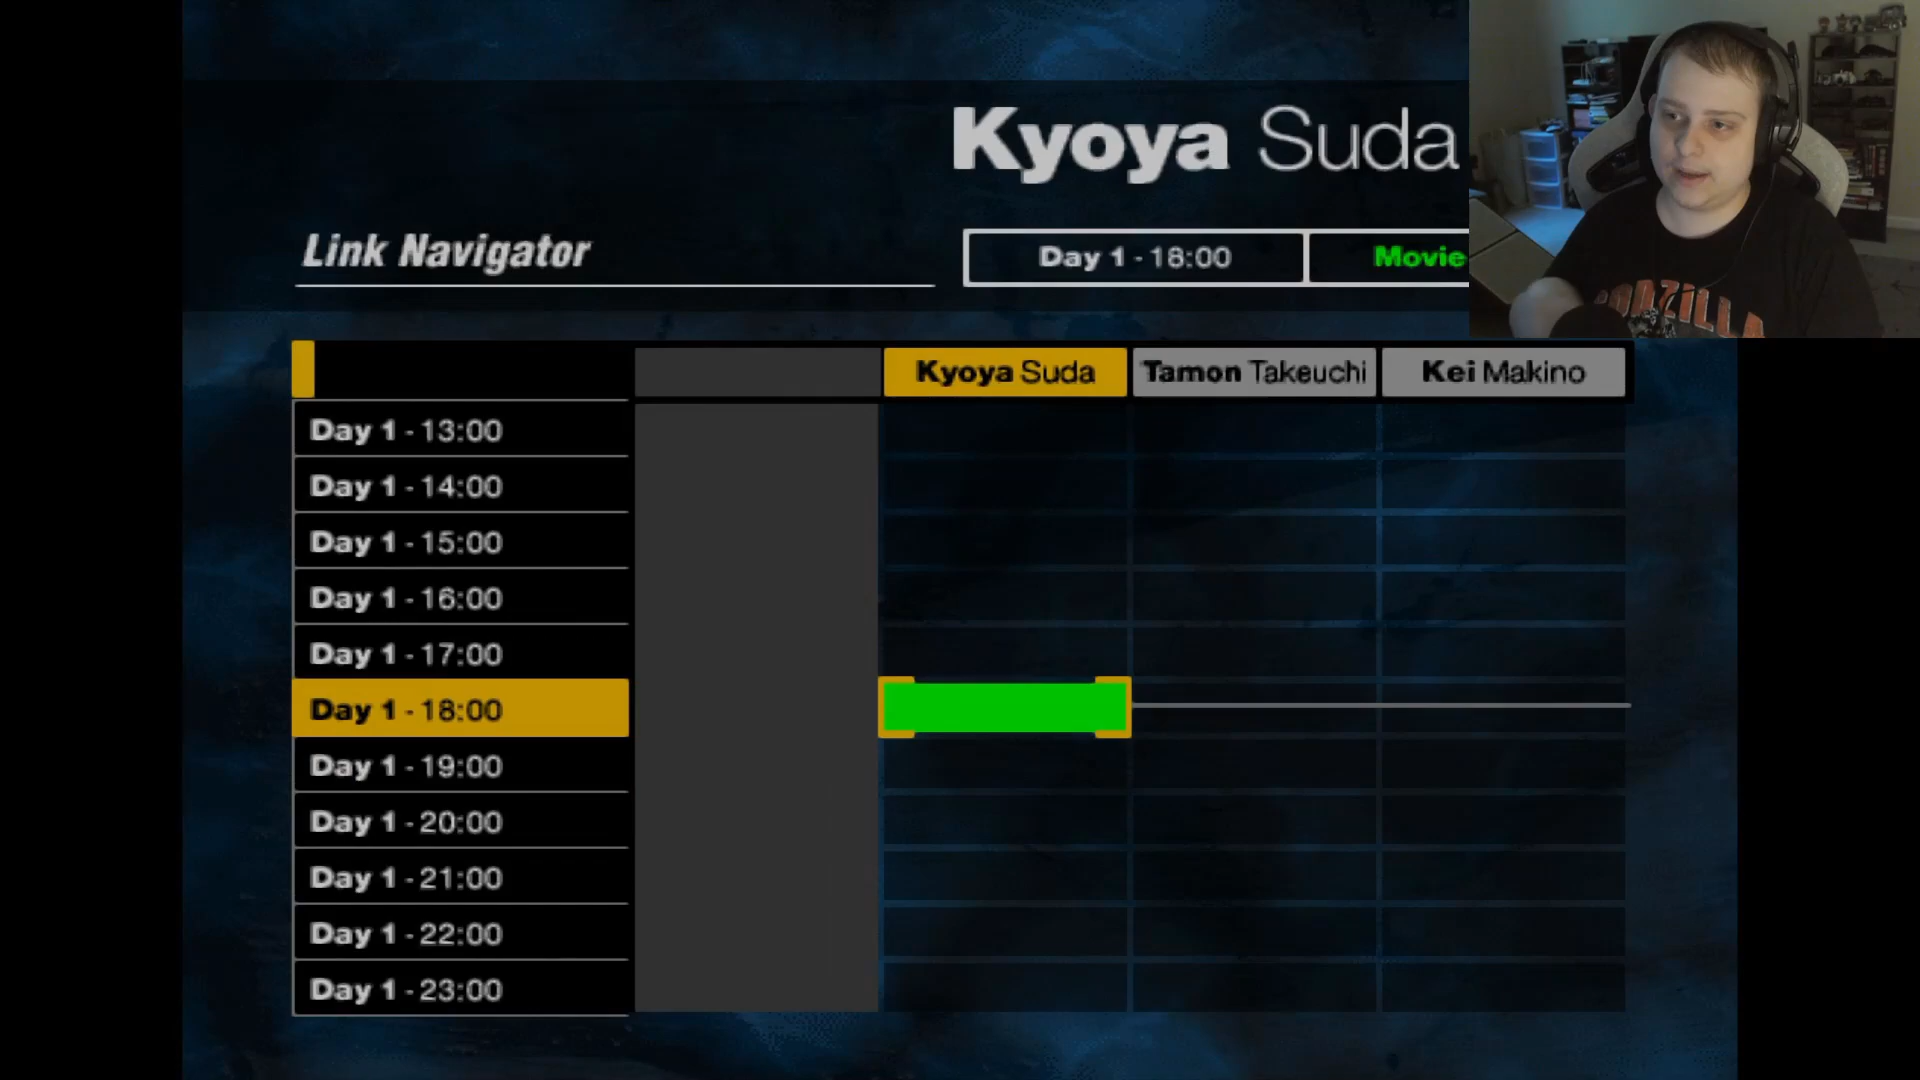 Kyoya Suda
Link Navigator
Day 1 - 18:00
Movie
GODZILLA
Kyoya Suda
Tamon Takeuchi
Kei Makino
Day 1 - 13:00
Day 1 - 14:00
Day 1 - 15:00
Day 1 - 16:00
Day 1 - 17:00
Day 1 - 18:00
Day 1 - 19:00
Day 1 - 20:00
Day 1 - 21:00
Day 1 - 22:00
Day 1 - 23:00